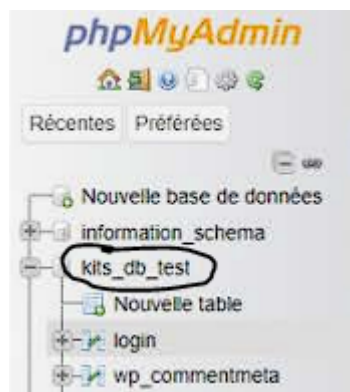 phpMyAdmin
Récentes Préférées
Nouvelle base de données
information_schema
kits_db_test
Nouvelle table
login
wp_commentmeta